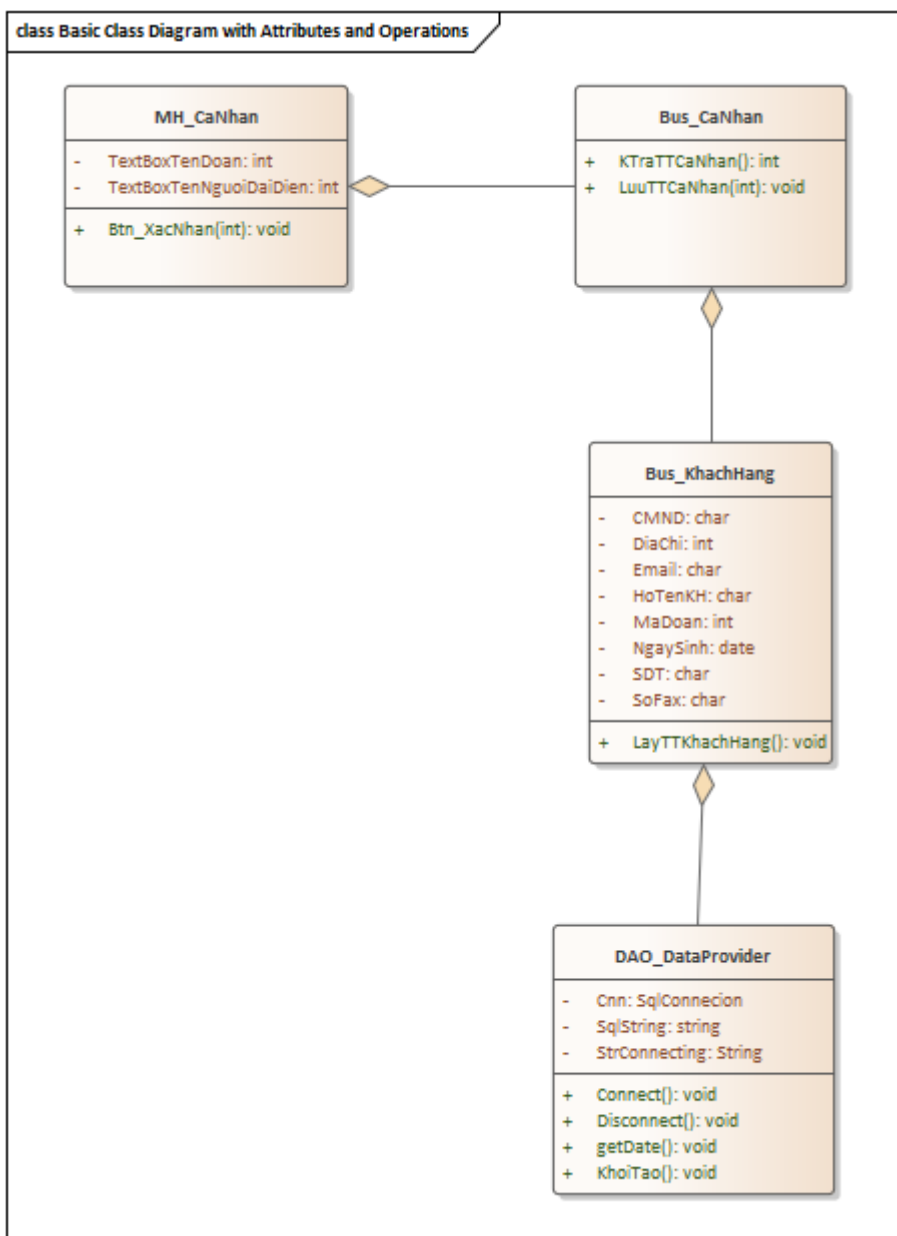 class Basic Class Diagram with Attributes and Operations
MH_CaNhan
- TextBoxTenDoan: int
- TextBoxTenNguoiDaiDien: int
+ Btn_XacNhan(int): void
Bus_CaNhan
+ KTraTTCaNhan(): int
+ LuuTTCaNhan(int): void
Bus_KhachHang
- CMND: char
- DiaChi: int
- Email: char
- HoTenKH: char
- MaDoan: int
- NgaySinh: date
- SDT: char
- SoFax: char
+ LayTTKhachHang(): void
DAO_DataProvider
- Cnn: SqlConnecion
- SqlString: string
- StrConnecting: String
+ Connect(): void
+ Disconnect(): void
+ getDate(): void
+ KhoiTao(): void